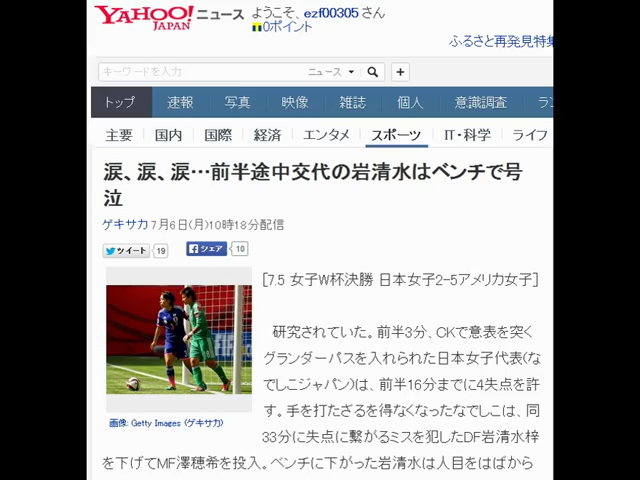 YAHOO! JAPAN ニュース ようこそ、ezf00305さん
0ポイント
ふるさと再発見特集
キーワードを入力 ニュース +
トップ 速報 写真 映像 雑誌 個人 意識調査 ラン
主要 国内 国際 経済 エンタメ スポーツ IT・科学 ライフ
涙、涙、涙…前半途中交代の岩清水はベンチで号
泣
ゲキサカ 7月6日(月)10時18分配信
ツイート 19 シェア 10
[7.5 女子W杯決勝 日本女子2-5アメリカ女子]
研究されていた。前半3分、CKで意表を突く
グランダーパスを入れられた日本女子代表(な
でしこジャパン)は、前半16分までに4失点を許
す。手を打たざるを得なくなったなでしこは、同
33分に失点に繋がるミスを犯したDF岩清水梓
を下げてMF澤穂希を投入。ベンチに下がった岩清水は人目をはばから
画像: Getty Images (ゲキサカ)